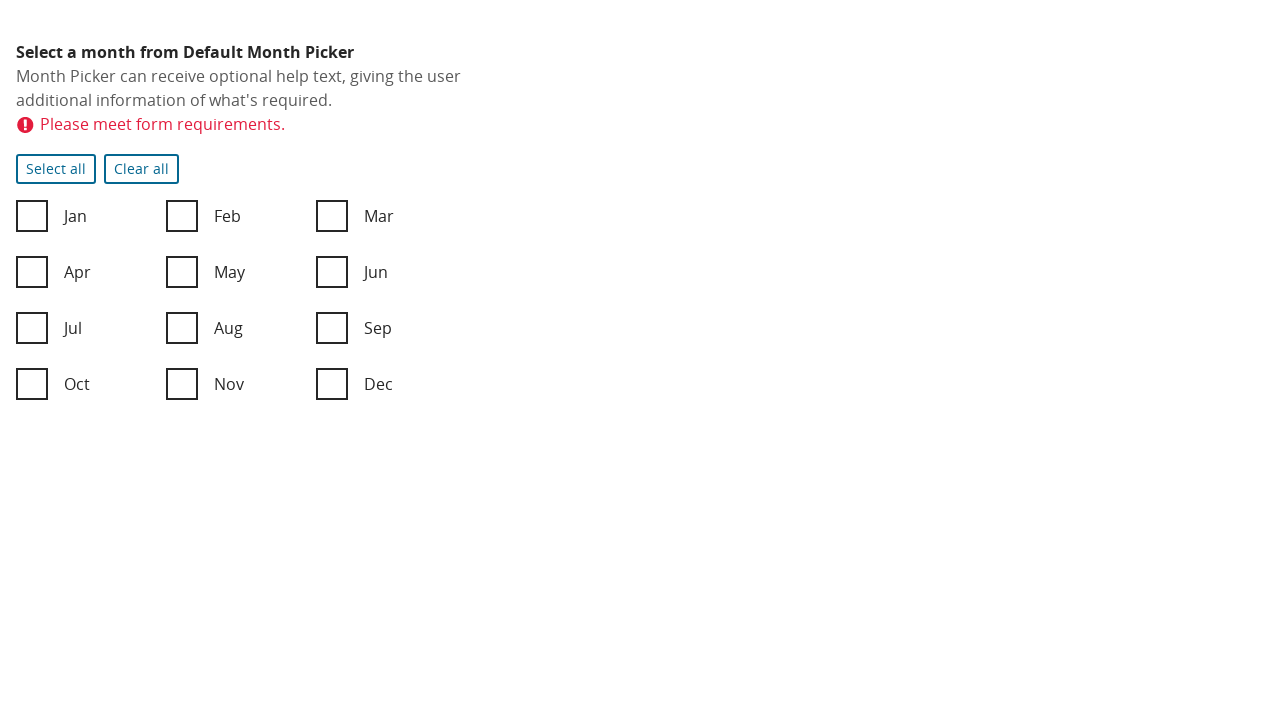 Select a month from Default Month Picker
Month Picker can receive optional help text, giving the user
additional information of what's required.
Please meet form requirements.
Select all Clear all
Jan Feb Mar
Apr May Jun
Jul Aug Sep
Oct Nov Dec